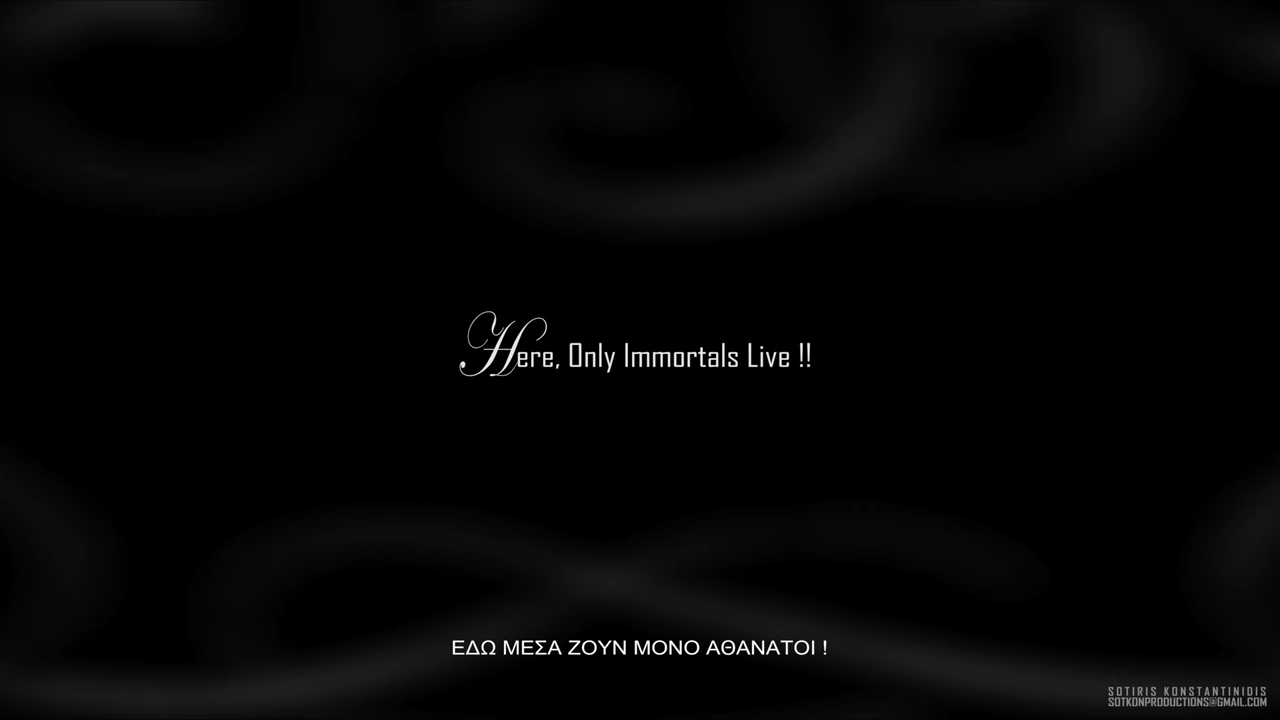 Here, Only Immortals Live !!
ΕΔΩ ΜΕΣΑ ΖΟΥΝ ΜΟΝΟ ΑΘΑΝΑΤΟΙ !
SOTIRIS KONSTANTINIDIS
SOTKONPRODUCTIONS@GMAIL.COM